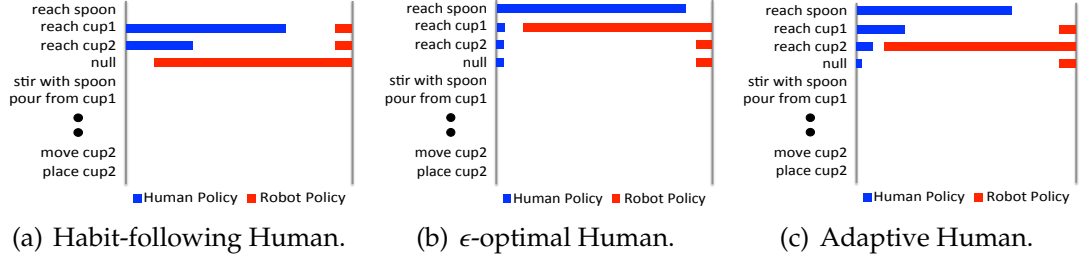 reach spoon
reach cup1
reach cup2
null
stir with spoon
pour from cup1
move cup2
place cup2
Human Policy Robot Policy
(a) Habit-following Human.
reach spoon
reach cup1
reach cup2
null
stir with spoon
pour from cup1
move cup2
place cup2
Human Policy Robot Policy
(b) ϵ-optimal Human.
reach spoon
reach cup1
reach cup2
null
stir with spoon
pour from cup1
move cup2
place cup2
Human Policy Robot Policy
(c) Adaptive Human.